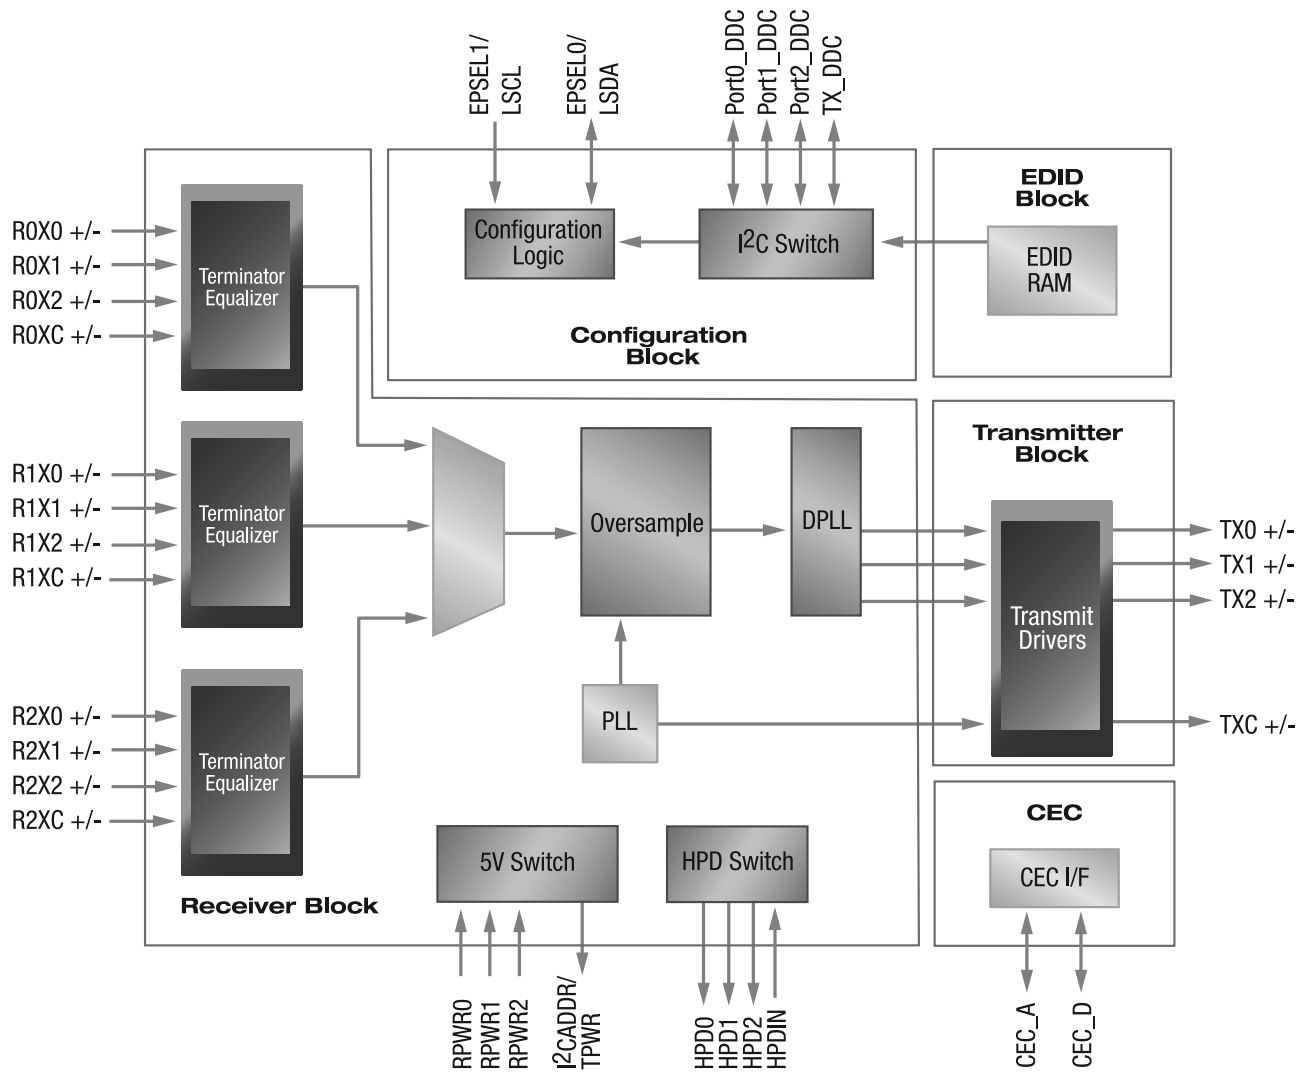 EPSEL1/
LSCL
EPSEL0/
LSDA
Port0_DDC
Port1_DDC
Port2_DDC
TX_DDC
Configuration
Logic
I²C Switch
Configuration
Block
EDID
Block
EDID
RAM
R0X0 +/-
R0X1 +/-
R0X2 +/-
R0XC +/-
Terminator
Equalizer
R1X0 +/-
R1X1 +/-
R1X2 +/-
R1XC +/-
Terminator
Equalizer
R2X0 +/-
R2X1 +/-
R2X2 +/-
R2XC +/-
Terminator
Equalizer
Oversample
DPLL
PLL
Transmitter
Block
Transmit
Drivers
TX0 +/-
TX1 +/-
TX2 +/-
TXC +/-
5V Switch
HPD Switch
Receiver Block
CEC
CEC I/F
RPWR0
RPWR1
RPWR2
I²CADDR/
TPWR
HPD0
HPD1
HPD2
HPDIN
CEC_A
CEC_D